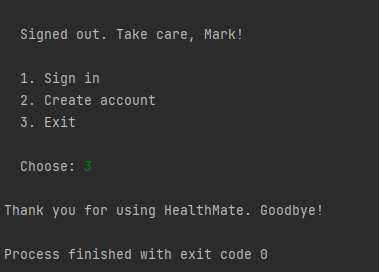 Signed out. Take care, Mark!
1. Sign in
2. Create account
3. Exit
Choose: 3
Thank you for using HealthMate. Goodbye!
Process finished with exit code 0